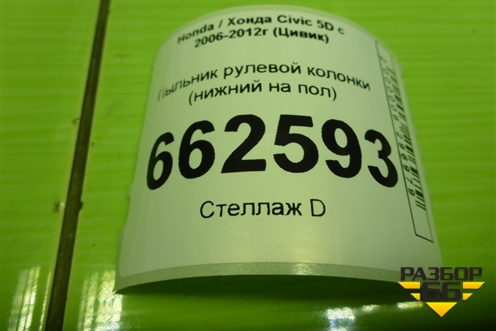 Honda / Хонда Civic 5D с
2006-2012г (Цивик)
Пыльник рулевой колонки
(нижний на пол)
662593
Стеллаж D
РАЗБОР
66